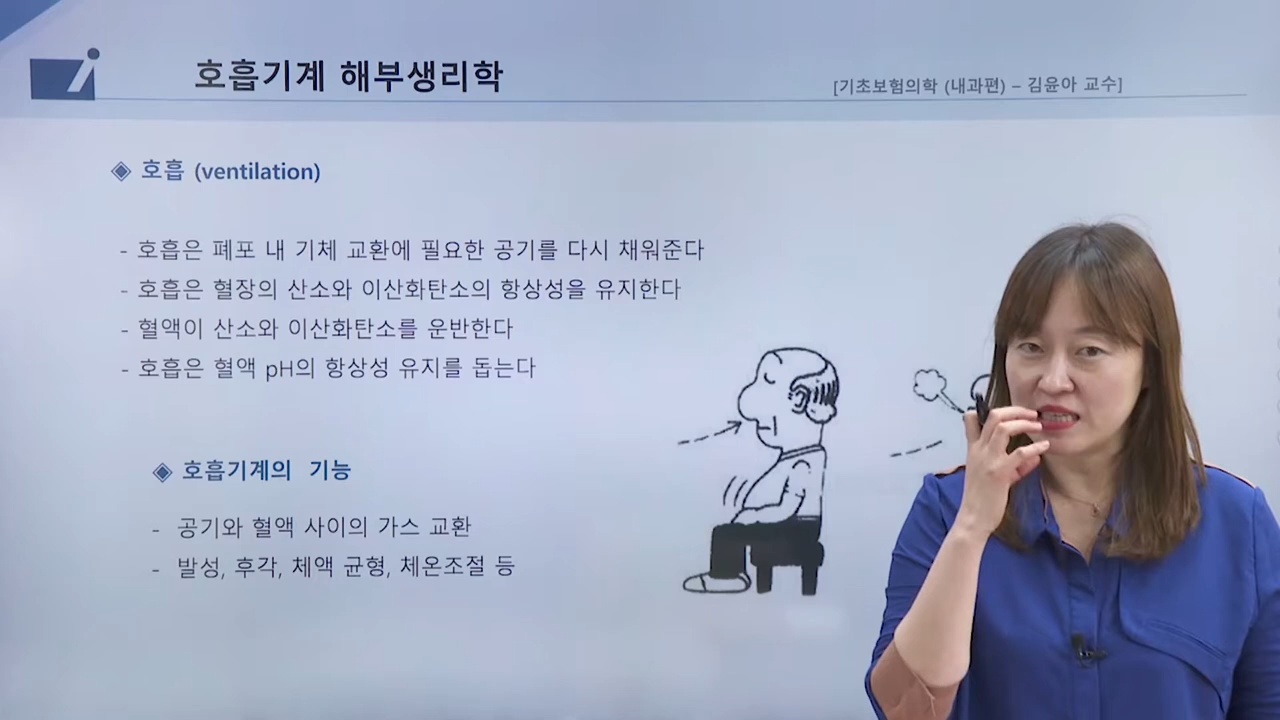 호흡기계 해부생리학
[기초보험의학 (내과편) – 김윤아 교수]
◈ 호흡 (ventilation)
- 호흡은 폐포 내 기체 교환에 필요한 공기를 다시 채워준다
- 호흡은 혈장의 산소와 이산화탄소의 항상성을 유지한다
- 혈액이 산소와 이산화탄소를 운반한다
- 호흡은 혈액 pH의 항상성 유지를 돕는다
◈ 호흡기계의 기능
- 공기와 혈액 사이의 가스 교환
- 발성, 후각, 체액 균형, 체온조절 등